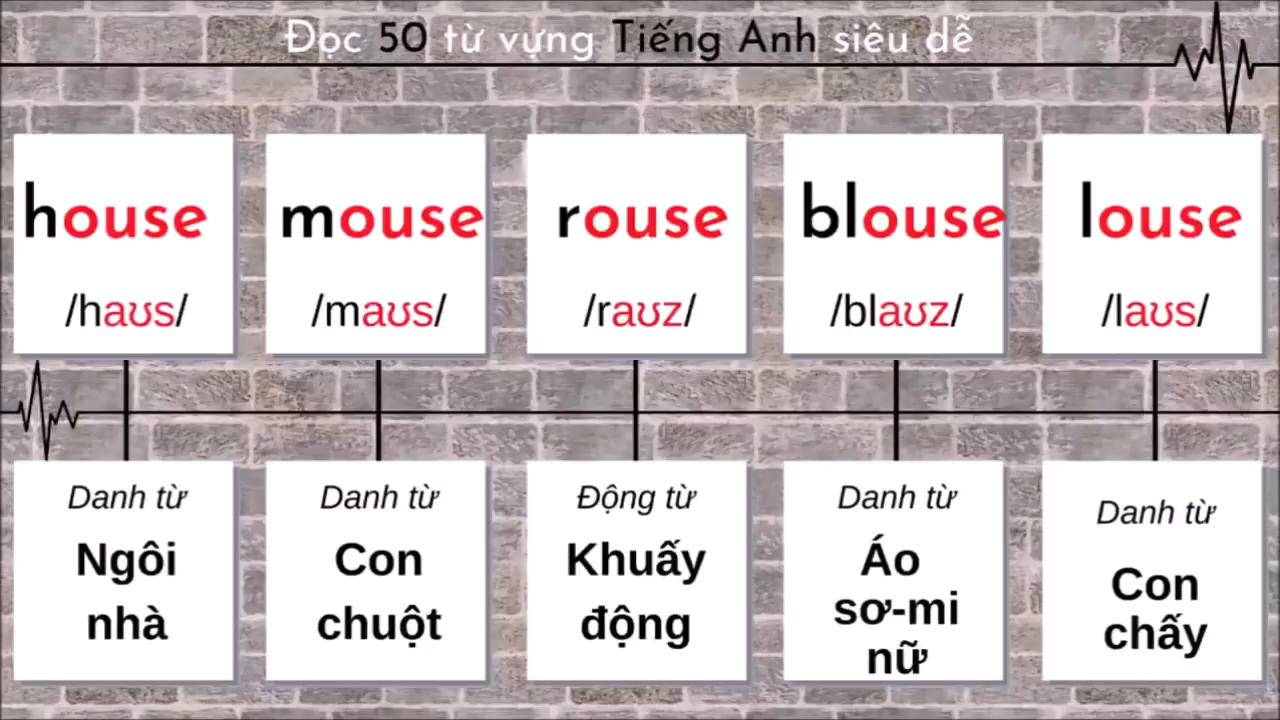 Đọc 50 từ vựng Tiếng Anh siêu dễ
house
mouse
rouse
blouse
louse
/haʊs/
/maʊs/
/raʊz/
/blaʊz/
/laʊs/
Danh từ
Ngôi
nhà
Danh từ
Con
chuột
Động từ
Khuấy
động
Danh từ
Áo
sơ-mi
nữ
Danh từ
Con
chấy